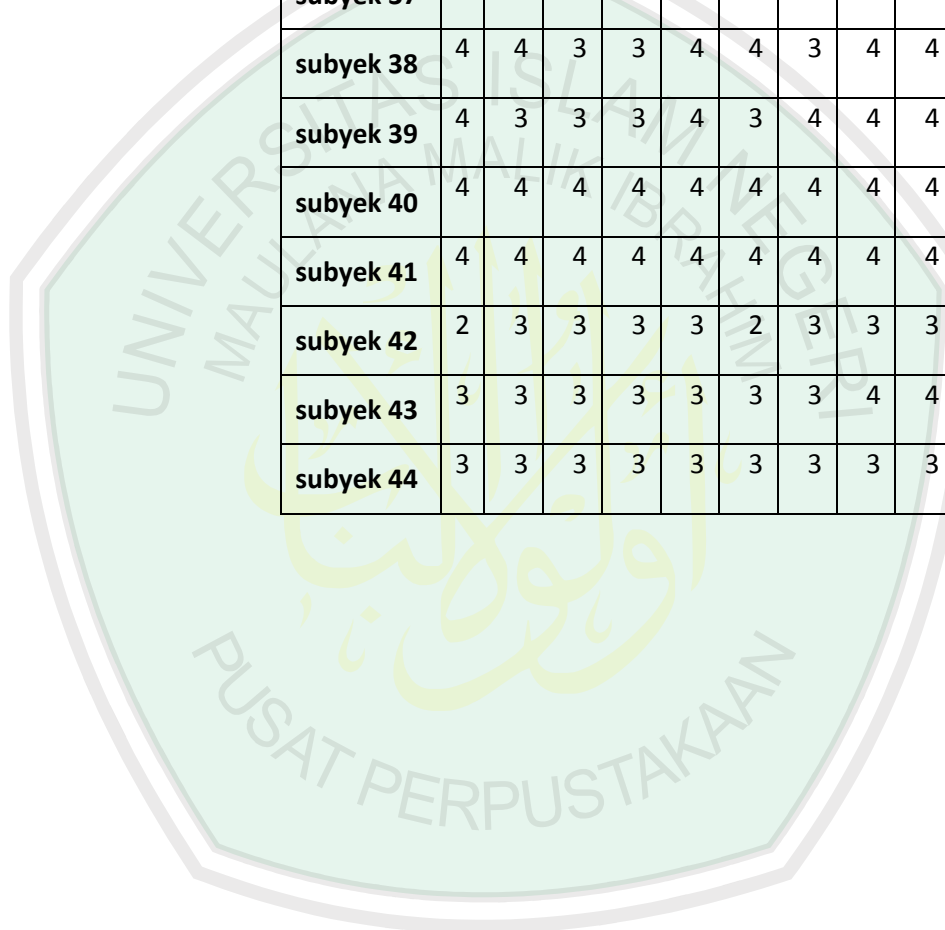 subyek 37
subyek 38 4 4 3 3 4 4 3 4 4
subyek 39 4 3 3 3 4 3 4 4 4
subyek 40 4 4 4 4 4 4 4 4 4
subyek 41 4 4 4 4 4 4 4 4 4
subyek 42 2 3 3 3 3 2 3 3 3
subyek 43 3 3 3 3 3 3 3 4 4
subyek 44 3 3 3 3 3 3 3 3 3
UNIVERSITAS ISLAM NEGERI
MAULANA MALIK IBRAHIM
PUSAT PERPUSTAKAAN